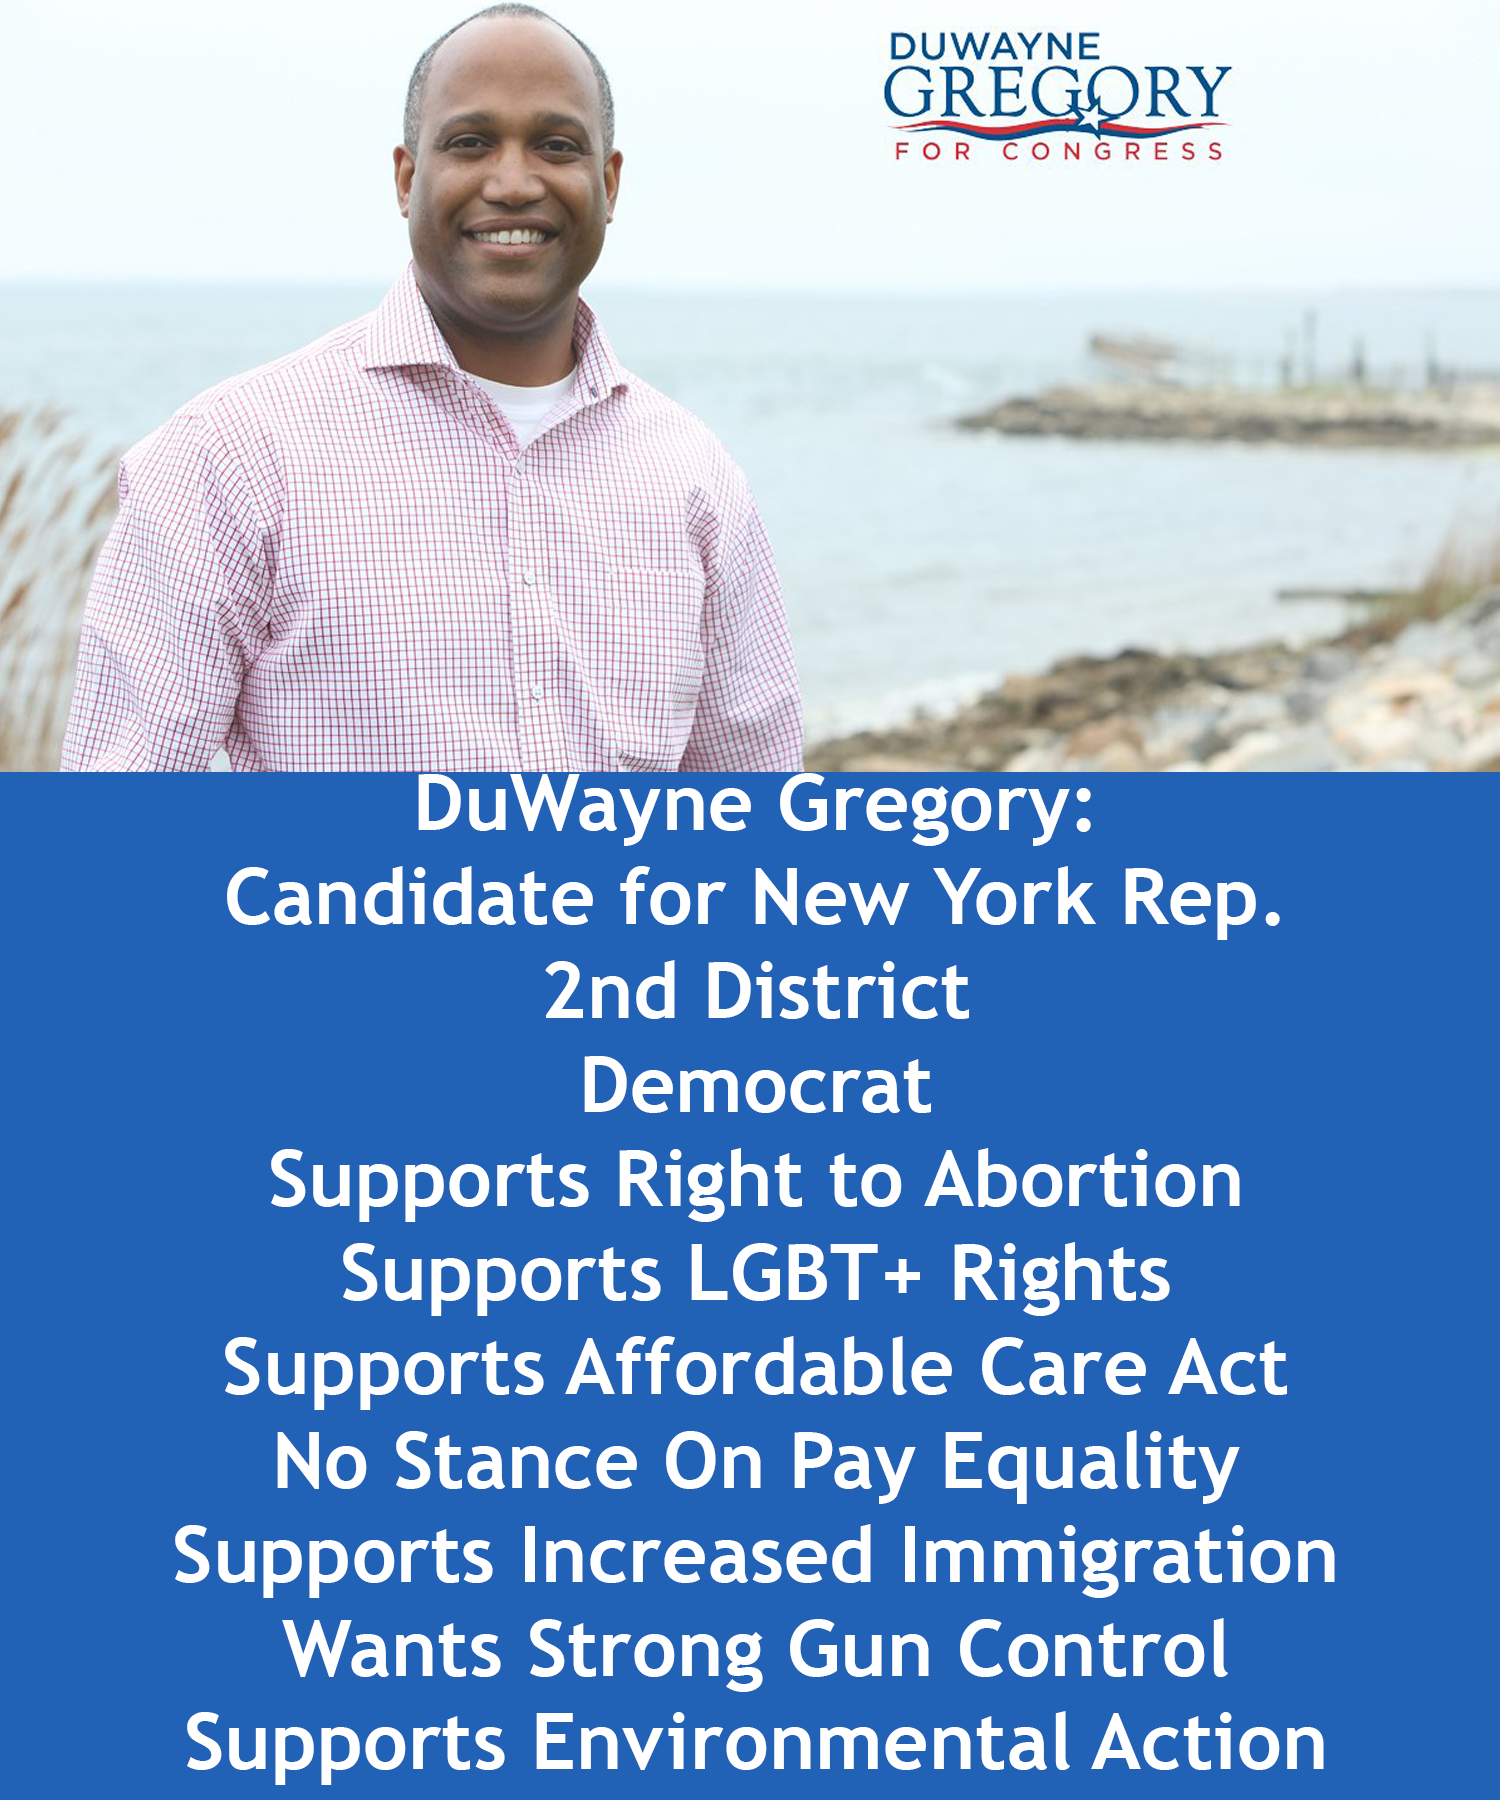 DUWAYNE
GREGORY
FOR CONGRESS
DuWayne Gregory:
Candidate for New York Rep.
2nd District
Democrat
Supports Right to Abortion
Supports LGBT+ Rights
Supports Affordable Care Act
No Stance On Pay Equality
Supports Increased Immigration
Wants Strong Gun Control
Supports Environmental Action